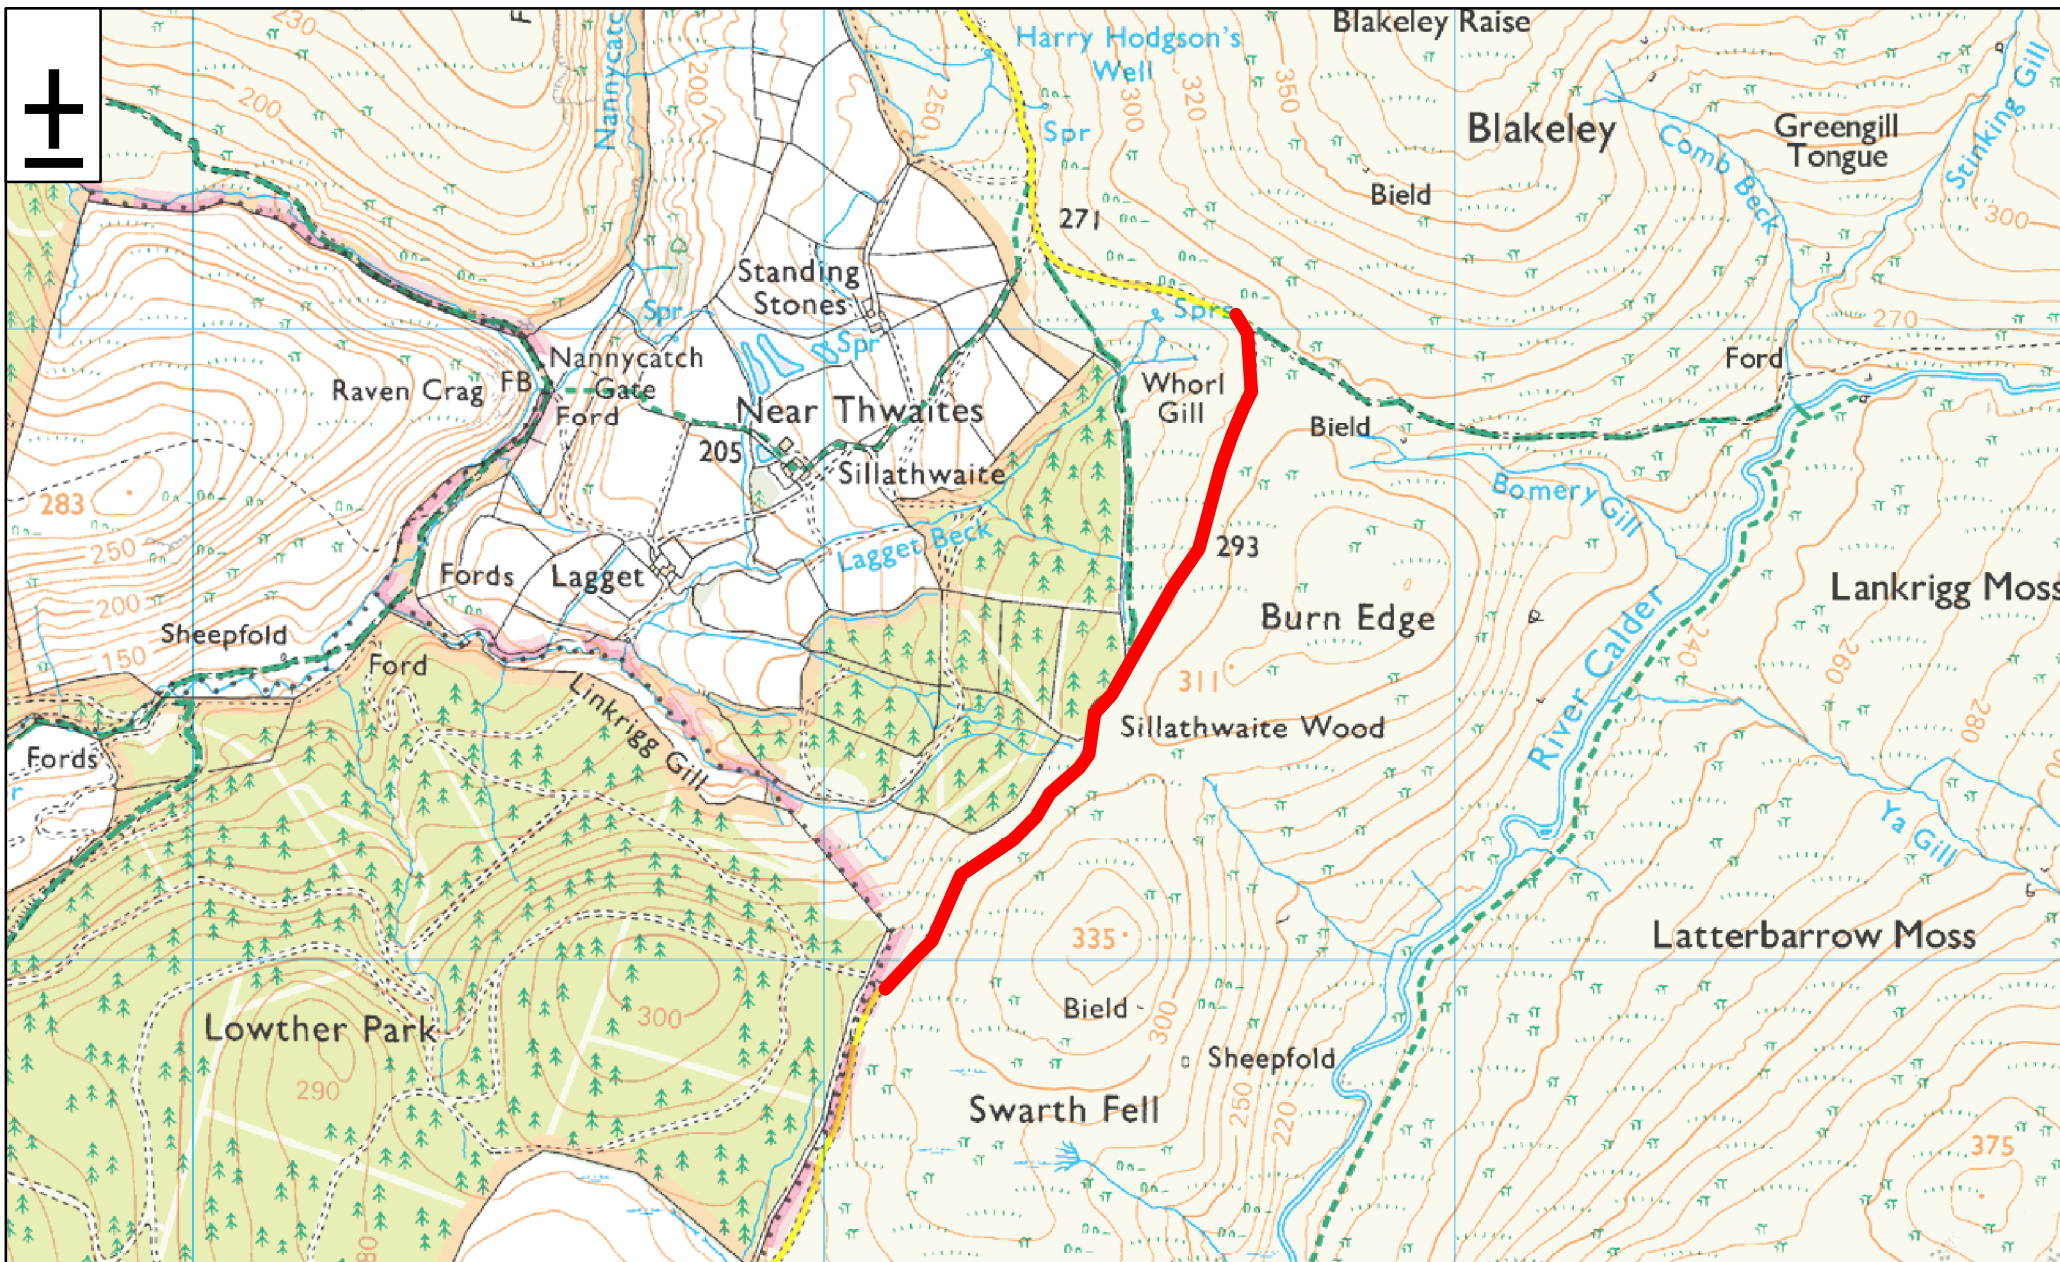 230
F
Nannycatc
Harry Hodgson's
Well
Blakeley Raise
200
200
250
300
320
350
Spr
Blakeley
Comb Beck
Greengill
Tongue
Stinking Gill
Bield
271
300
Standing
Stones
Spr
Spr
Sprs
270
Nannycatch
Gate
Raven Crag
FB
Ford
Near Thwaites
205
Sillathwaite
Whorl
Gill
Bield
Ford
Bomery Gill
283
250
200
150
Lagget Beck
Fords
Lagget
293
Burn Edge
Lankrigg Moss
Sheepfold
Ford
311
River Calder
240
260
280
Linkrigg Gill
Sillathwaite Wood
Fords
r
Ya Gill
335
Latterbarrow Moss
Bield
300
Lowther Park
300
290
Sheepfold
250
220
Swarth Fell
375
80